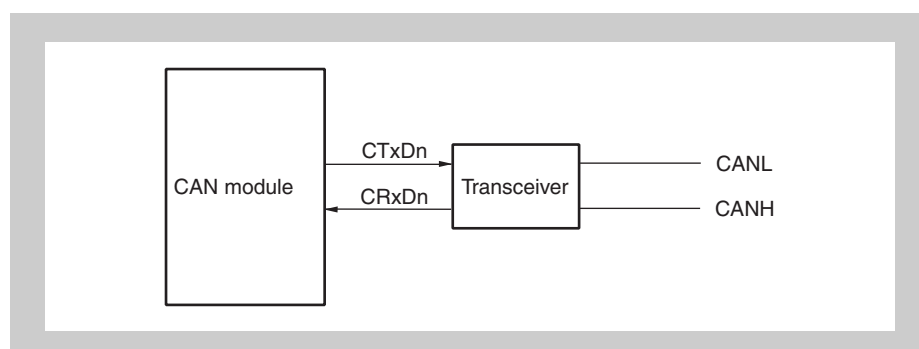 CTxDn
CANL
CAN module
Transceiver
CRxDn
CANH